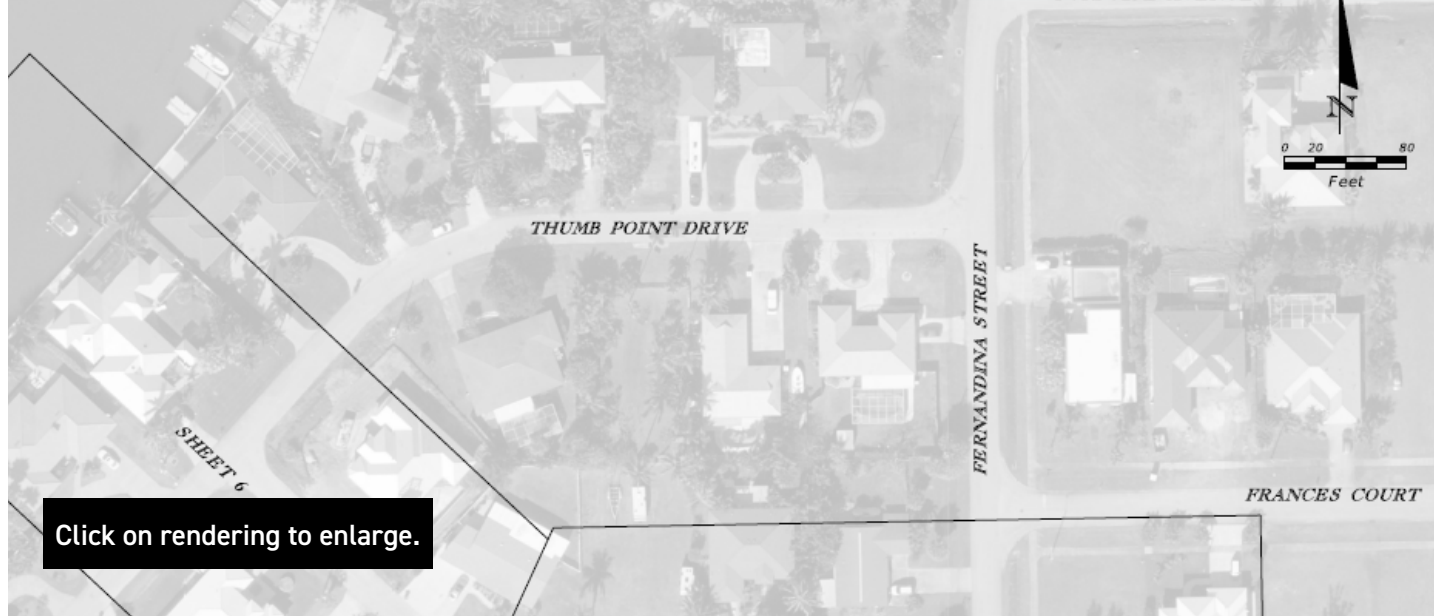 N
0 20 80
Feet
THUMB POINT DRIVE
FERNANDINA STREET
SHEET 6
FRANCES COURT
Click on rendering to enlarge.